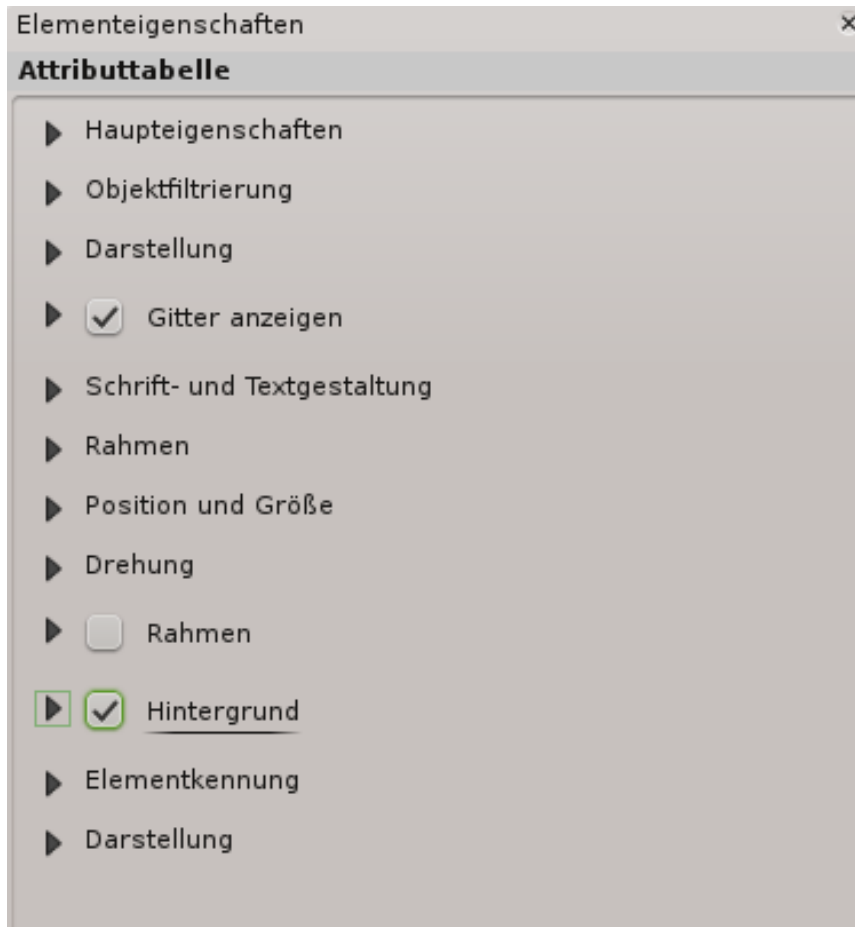 Elementeigenschaften
Attributtabelle
Haupteigenschaften
Objektfiltrierung
Darstellung
Gitter anzeigen
Schrift- und Textgestaltung
Rahmen
Position und Größe
Drehung
Rahmen
Hintergrund
Elementkennung
Darstellung